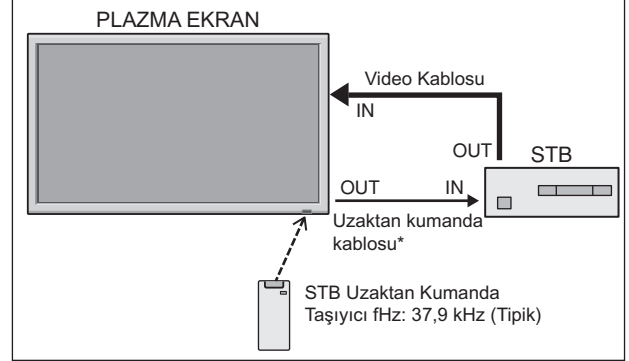 PLAZMA EKRAN
Video Kablosu
IN
OUT
STB
OUT
IN
Uzaktan kumanda
kablosu*
STB Uzaktan Kumanda
Taşıyıcı fHz: 37,9 kHz (Tipik)